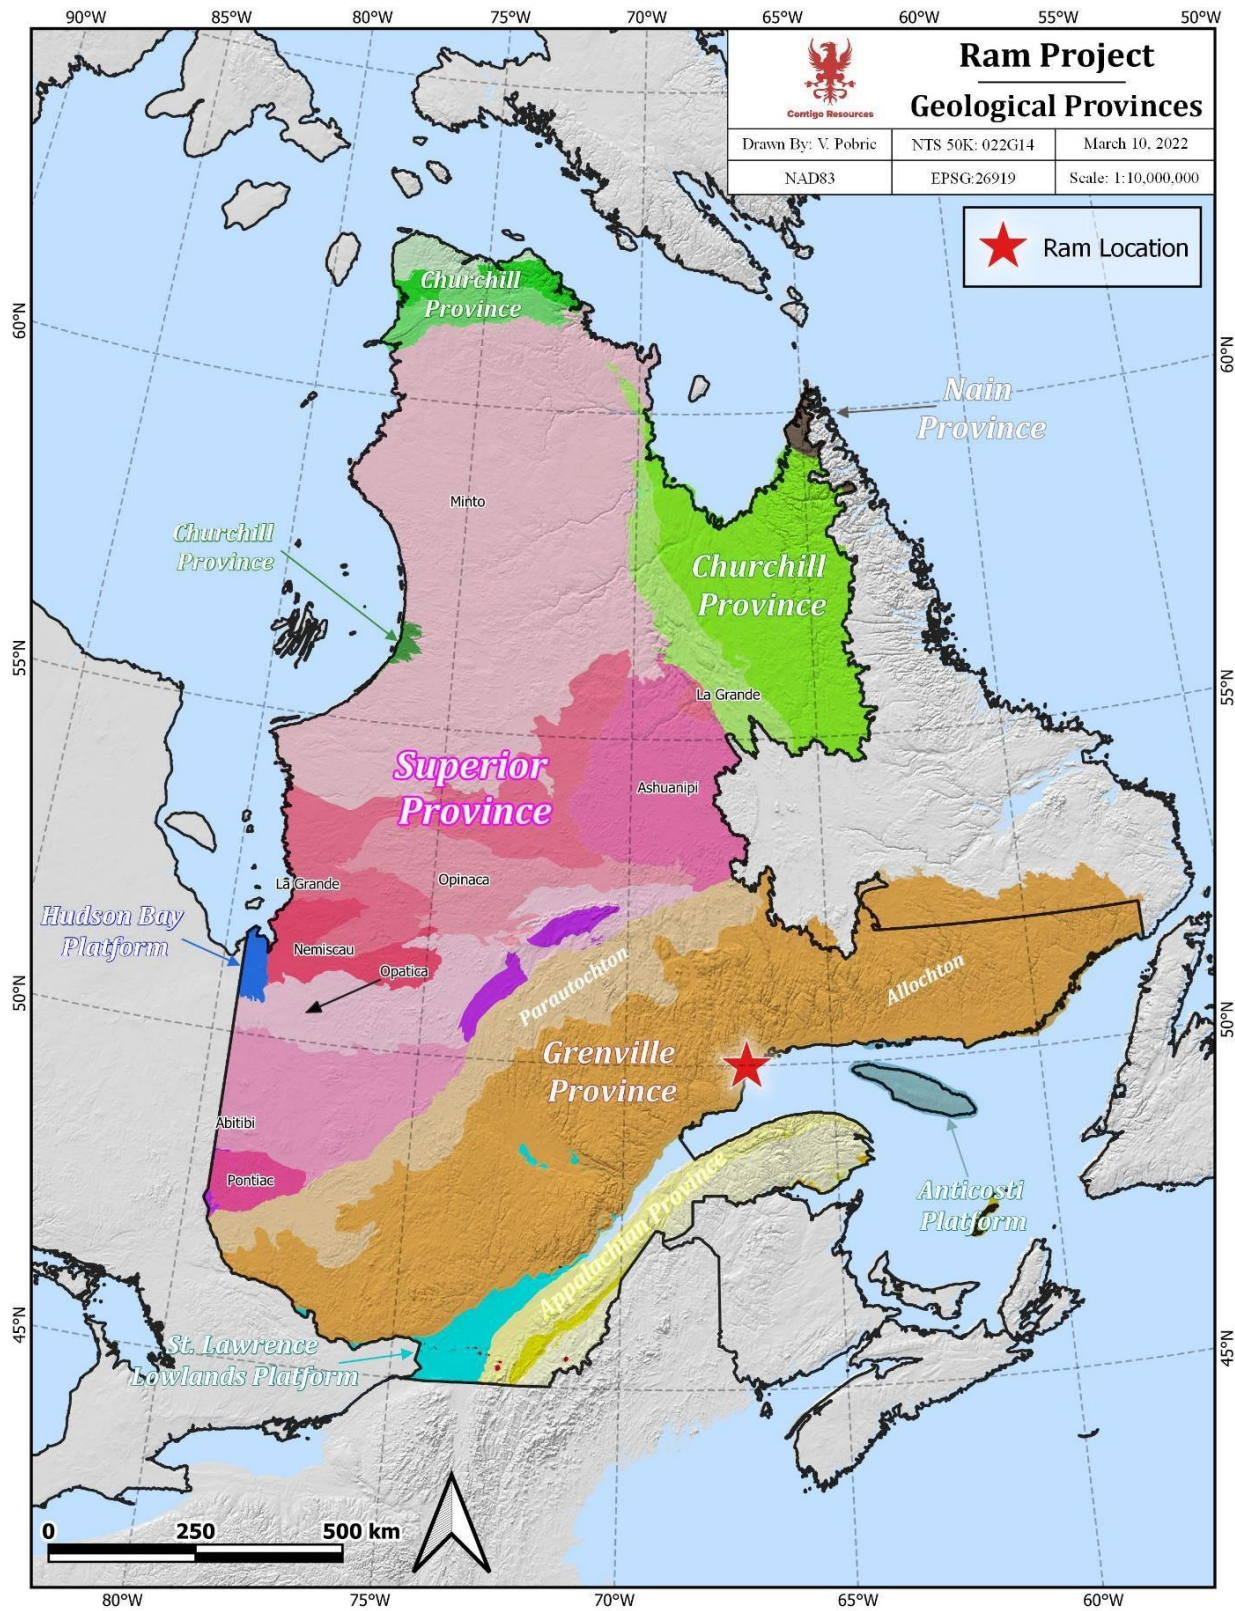 90°W 85°W 80°W 75°W 70°W 65°W 60°W 55°W 50°W
Contigo Resources
Ram Project
Geological Provinces
Drawn By: V. Pobric
NTS 50K: 022G14
March 10, 2022
NAD83
EPSG:26919
Scale: 1:10,000,000
Ram Location
Churchill
Province
60°N
60°N
Nain
Province
Minto
Churchill
Province
Churchill
Province
55°N
55°N
La Grande
Superior
Province
Ashuanipi
La Grande
Opinaca
Hudson Bay
Platform
Nemiscau
Opatica
Parautochton
Allochton
50°N
50°N
Grenville
Province
Abitibi
Pontiac
Appalachian Province
Anticosti
Platform
45°N
45°N
St. Lawrence
Lowlands Platform
0 250 500 km
80°W 75°W 70°W 65°W 60°W